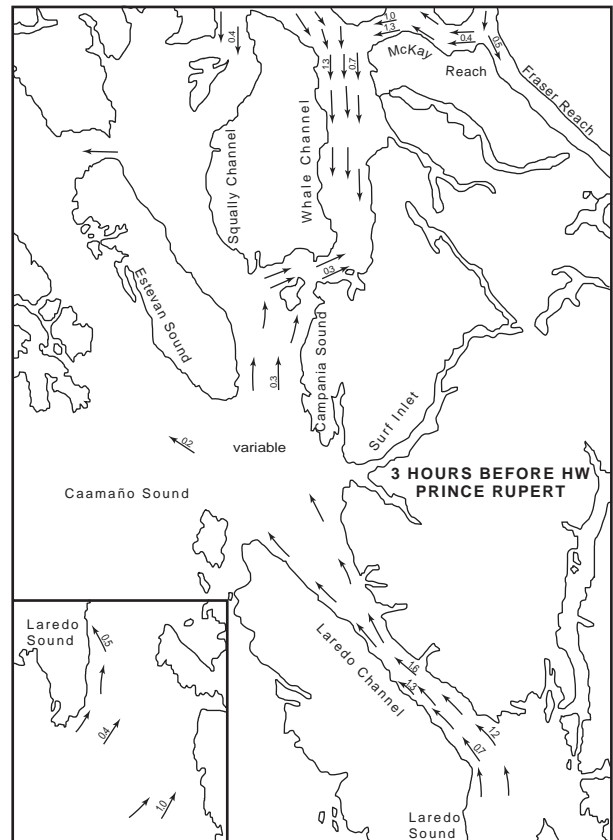 0.4
1.0
1.3
McKay
Reach
0.4
0.5
Fraser Reach
1.3
0.7
Squally Channel
Whale Channel
0.3
Estevan Sound
Campania Sound
0.3
Surf Inlet
0.2
variable
3 HOURS BEFORE HW
PRINCE RUPERT
Caamaño Sound
Laredo Channel
1.6
1.3
1.2
0.7
Laredo
Sound
Laredo
Sound
0.5
0.4
1.0